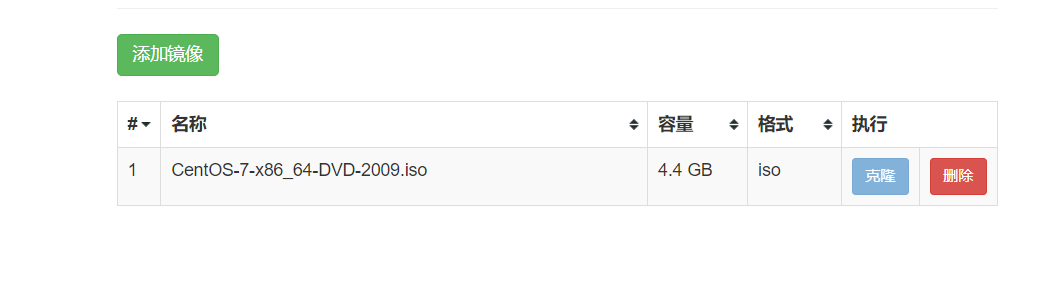 添加镜像
# 名称 容量 格式 执行
1 CentOS-7-x86_64-DVD-2009.iso 4.4 GB iso 克隆 删除